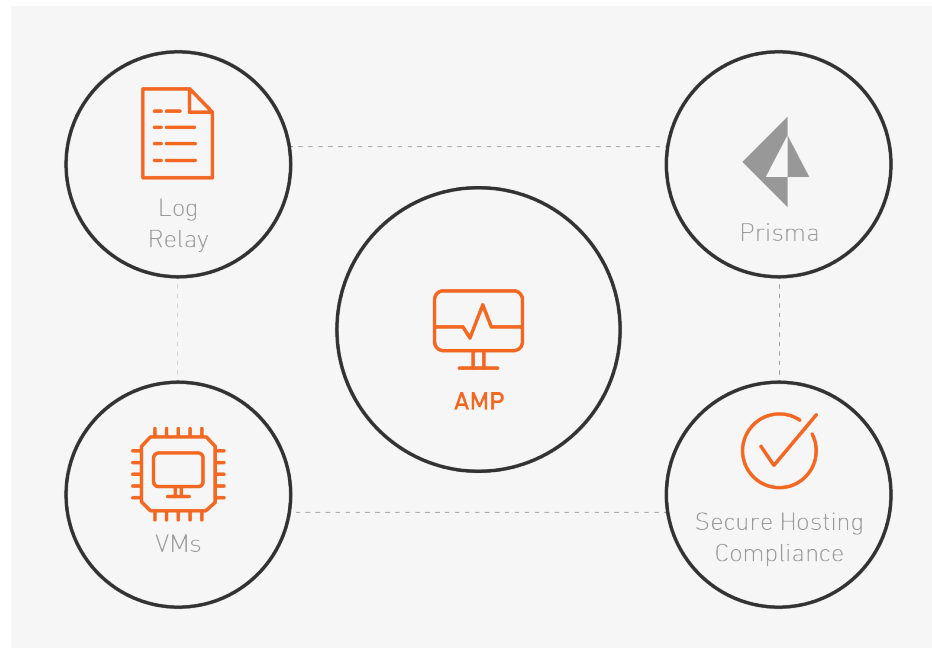 Log
Relay
Prisma
AMP
VMs
Secure Hosting
Compliance